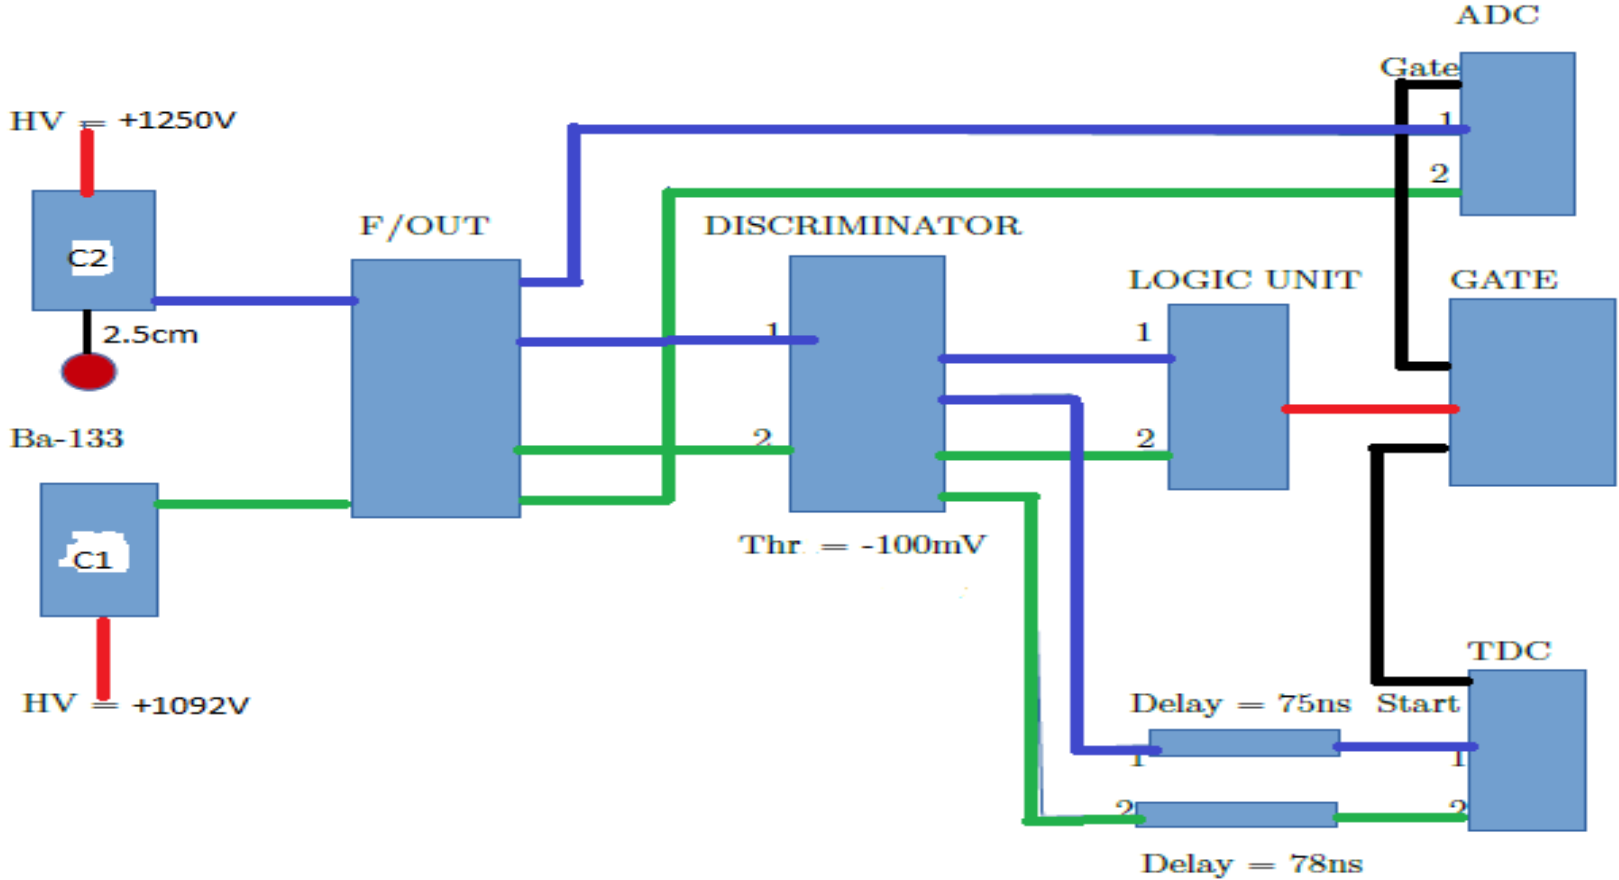 ADC
Gate
1
2
HV = +1250V
C2
2.5cm
Ba-133
C1
HV = +1092V
F/OUT
DISCRIMINATOR
1
2
Thr = -100mV
LOGIC UNIT
1
2
GATE
TDC
Delay = 75ns
Start
1
1
2
2
Delay = 78ns